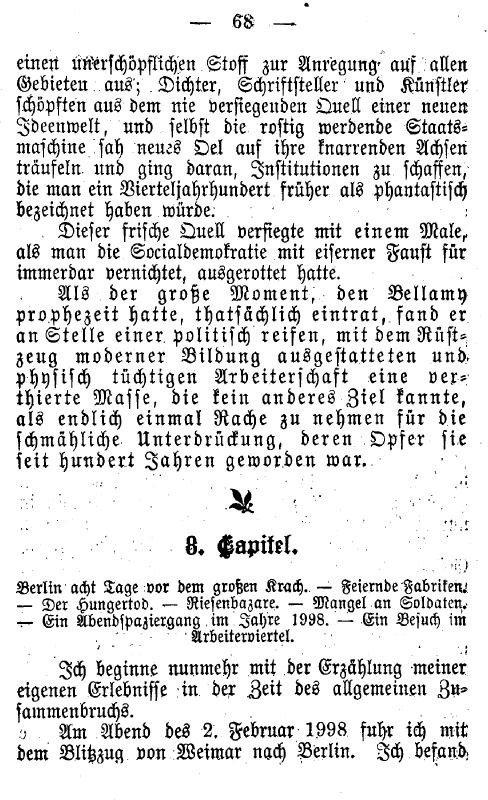 — 68 —
einen unerschöpflichen Stoff zur Anregung auf allen
Gebieten aus; Dichter, Schriftsteller und Künstler
schöpften aus dem nie versiegenden Quell einer neuen
Ideenwelt, und selbst die rostig werdende Staats-
maschine sah neues Oel auf ihre knarrenden Achsen
träufeln und ging daran, Institutionen zu schaffen,
die man ein Vierteljahrhundert früher als phantastisch
bezeichnet haben würde.
Dieser frische Quell versiegte mit einem Male,
als man die Socialdemokratie mit eiserner Faust für
immerdar vernichtet, ausgerottet hatte.
Als der große Moment, den Bellamy
prophezeit hatte, thatsächlich eintrat, fand er
an Stelle einer politisch reifen, mit dem Rüst-
zeug moderner Bildung ausgestatteten und
physisch tüchtigen Arbeiterschaft eine ver-
thierte Masse, die kein anderes Ziel kannte,
als endlich einmal Rache zu nehmen für die
schmähliche Unterdrückung, deren Opfer sie
seit hundert Jahren geworden war.
8. Capitel.
Berlin acht Tage vor dem großen Krach. — Feiernde Fabriken.
— Der Hungertod. — Riesenbazare. — Mangel an Soldaten.
— Ein Abendspaziergang im Jahre 1998. — Ein Besuch im
Arbeiterviertel.
Ich beginne nunmehr mit der Erzählung meiner
eigenen Erlebnisse in der Zeit des allgemeinen Zu-
sammenbruchs.
Am Abend des 2. Februar 1998 fuhr ich mit
dem Blitzzug von Weimar nach Berlin. Ich befand